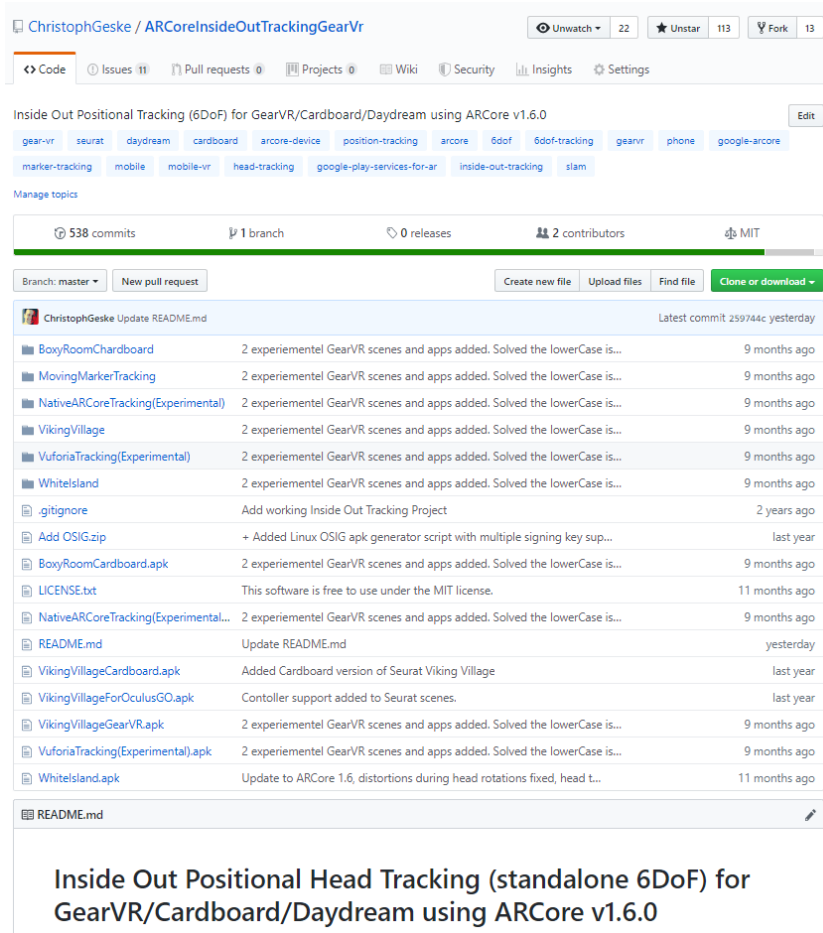 ChristophGeske / ARCoreInsideOutTrackingGearVr Unwatch 22 Unstar 113 Fork 13
Code Issues 11 Pull requests 0 Projects 0 Wiki Security Insights Settings
Inside Out Positional Tracking (6DoF) for GearVR/Cardboard/Daydream using ARCore v1.6.0 Edit
gear-vr seurat daydream cardboard arcore-device position-tracking arcore 6dof 6dof-tracking gearvr phone google-arcore
marker-tracking mobile mobile-vr head-tracking google-play-services-for-ar inside-out-tracking slam
Manage topics
538 commits 1 branch 0 releases 2 contributors MIT
Branch: master New pull request Create new file Upload files Find file Clone or download
ChristophGeske Update README.md Latest commit 259744c yesterday
BoxyRoomChardboard 2 experiementel GearVR scenes and apps added. Solved the lowerCase is... 9 months ago
MovingMarkerTracking 2 experiementel GearVR scenes and apps added. Solved the lowerCase is... 9 months ago
NativeARCoreTracking(Experimental) 2 experiementel GearVR scenes and apps added. Solved the lowerCase is... 9 months ago
VikingVillage 2 experiementel GearVR scenes and apps added. Solved the lowerCase is... 9 months ago
VuforiaTracking(Experimental) 2 experiementel GearVR scenes and apps added. Solved the lowerCase is... 9 months ago
WhiteIsland 2 experiementel GearVR scenes and apps added. Solved the lowerCase is... 9 months ago
.gitignore Add working Inside Out Tracking Project 2 years ago
Add OSIG.zip + Added Linux OSIG apk generator script with multiple signing key sup... last year
BoxyRoomCardboard.apk 2 experiementel GearVR scenes and apps added. Solved the lowerCase is... 9 months ago
LICENSE.txt This software is free to use under the MIT license. 11 months ago
NativeARCoreTracking(Experimental... 2 experiementel GearVR scenes and apps added. Solved the lowerCase is... 9 months ago
README.md Update README.md yesterday
VikingVillageCardboard.apk Added Cardboard version of Seurat Viking Village last year
VikingVillageForOculusGO.apk Contoller support added to Seurat scenes. last year
VikingVillageGearVR.apk 2 experiementel GearVR scenes and apps added. Solved the lowerCase is... 9 months ago
VuforiaTracking(Experimental).apk 2 experiementel GearVR scenes and apps added. Solved the lowerCase is... 9 months ago
WhiteIsland.apk Update to ARCore 1.6, distortions during head rotations fixed, head t... 11 months ago
README.md
Inside Out Positional Head Tracking (standalone 6DoF) for
GearVR/Cardboard/Daydream using ARCore v1.6.0